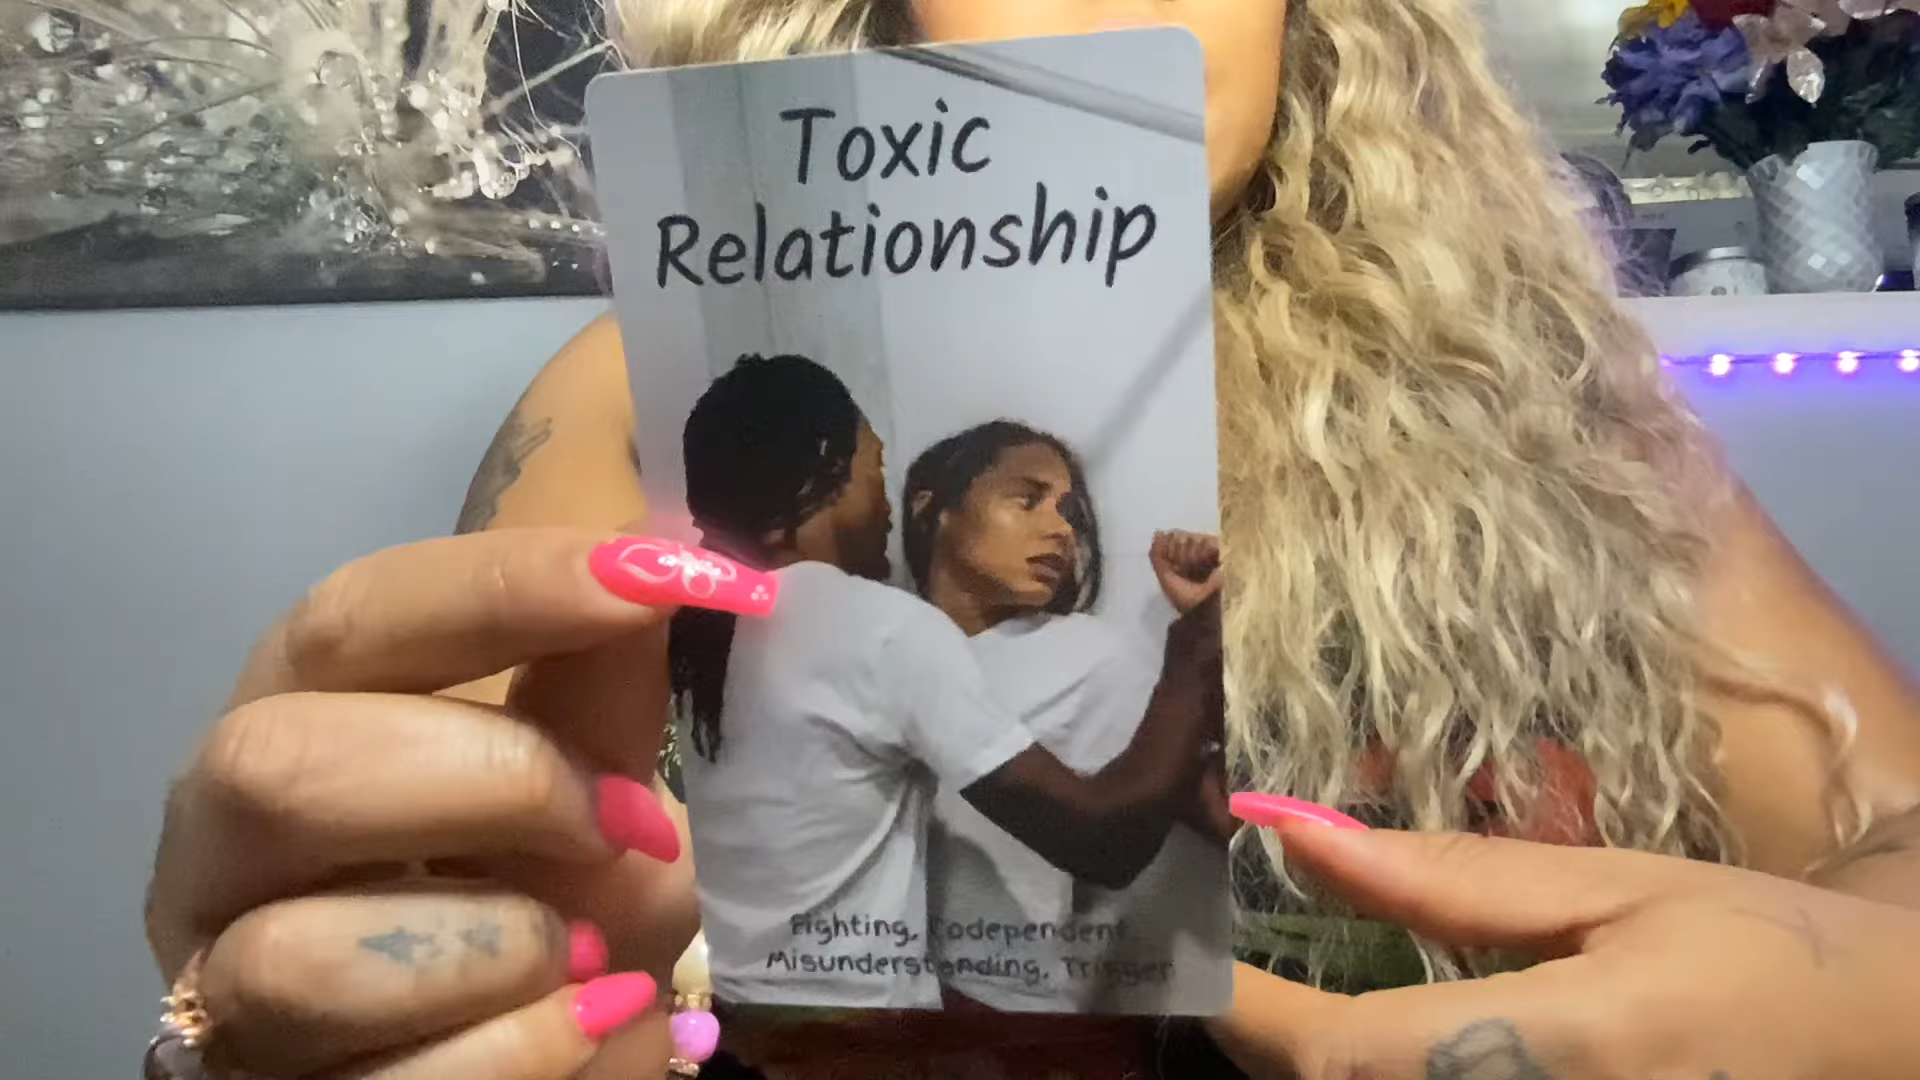 Toxic
Relationship
Fighting, Codependent
Misunderstanding, Trigger